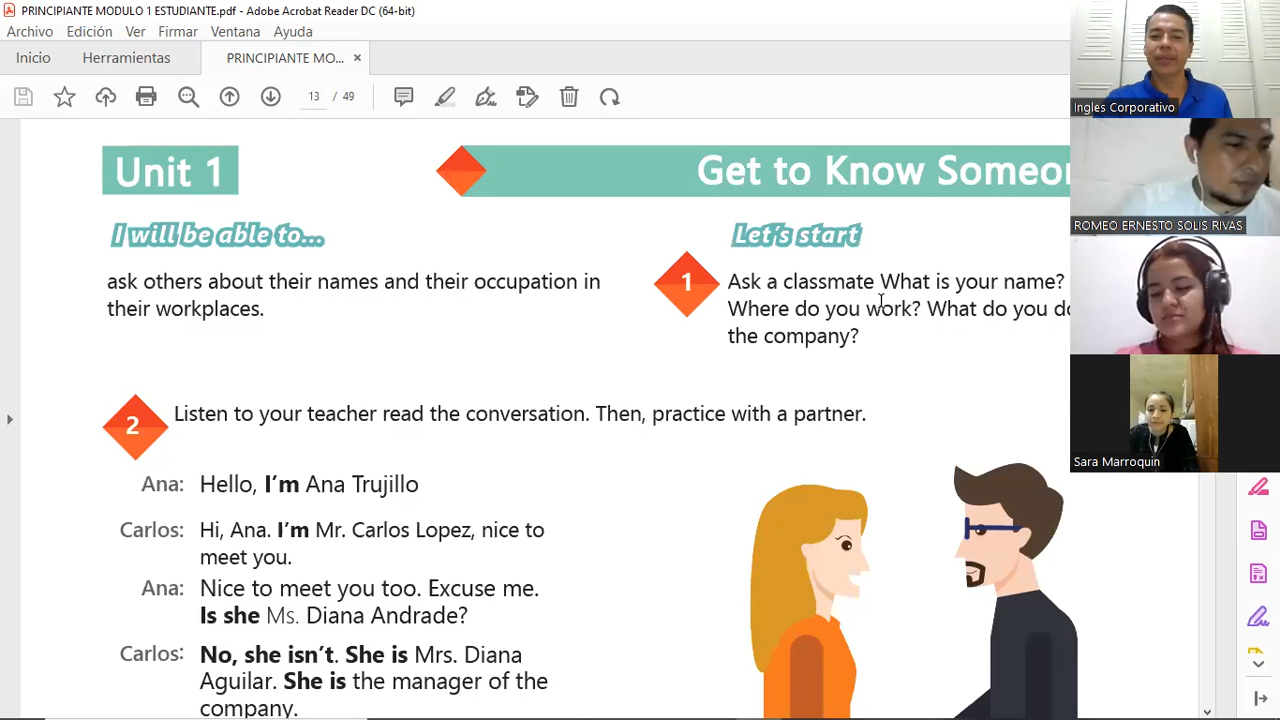 PRINCIPIANTE MODULO 1 ESTUDIANTE.pdf - Adobe Acrobat Reader DC (64-bit)
Archivo Edición Ver Firmar Ventana Ayuda
Inicio Herramientas PRINCIPIANTE MO... ×
13 / 49
Unit 1
Get to Know Someon
I will be able to...
ask others about their names and their occupation in
their workplaces.
Let's start
1
Ask a classmate What is your name?
Where do you work? What do you do
the company?
2
Listen to your teacher read the conversation. Then, practice with a partner.
Ana: Hello, I'm Ana Trujillo
Carlos: Hi, Ana. I'm Mr. Carlos Lopez, nice to
meet you.
Ana: Nice to meet you too. Excuse me.
Is she Ms. Diana Andrade?
Carlos: No, she isn't. She is Mrs. Diana
Aguilar. She is the manager of the
company.
Ingles Corporativo
ROMEO ERNESTO SOLIS RIVAS
Sara Marroquin